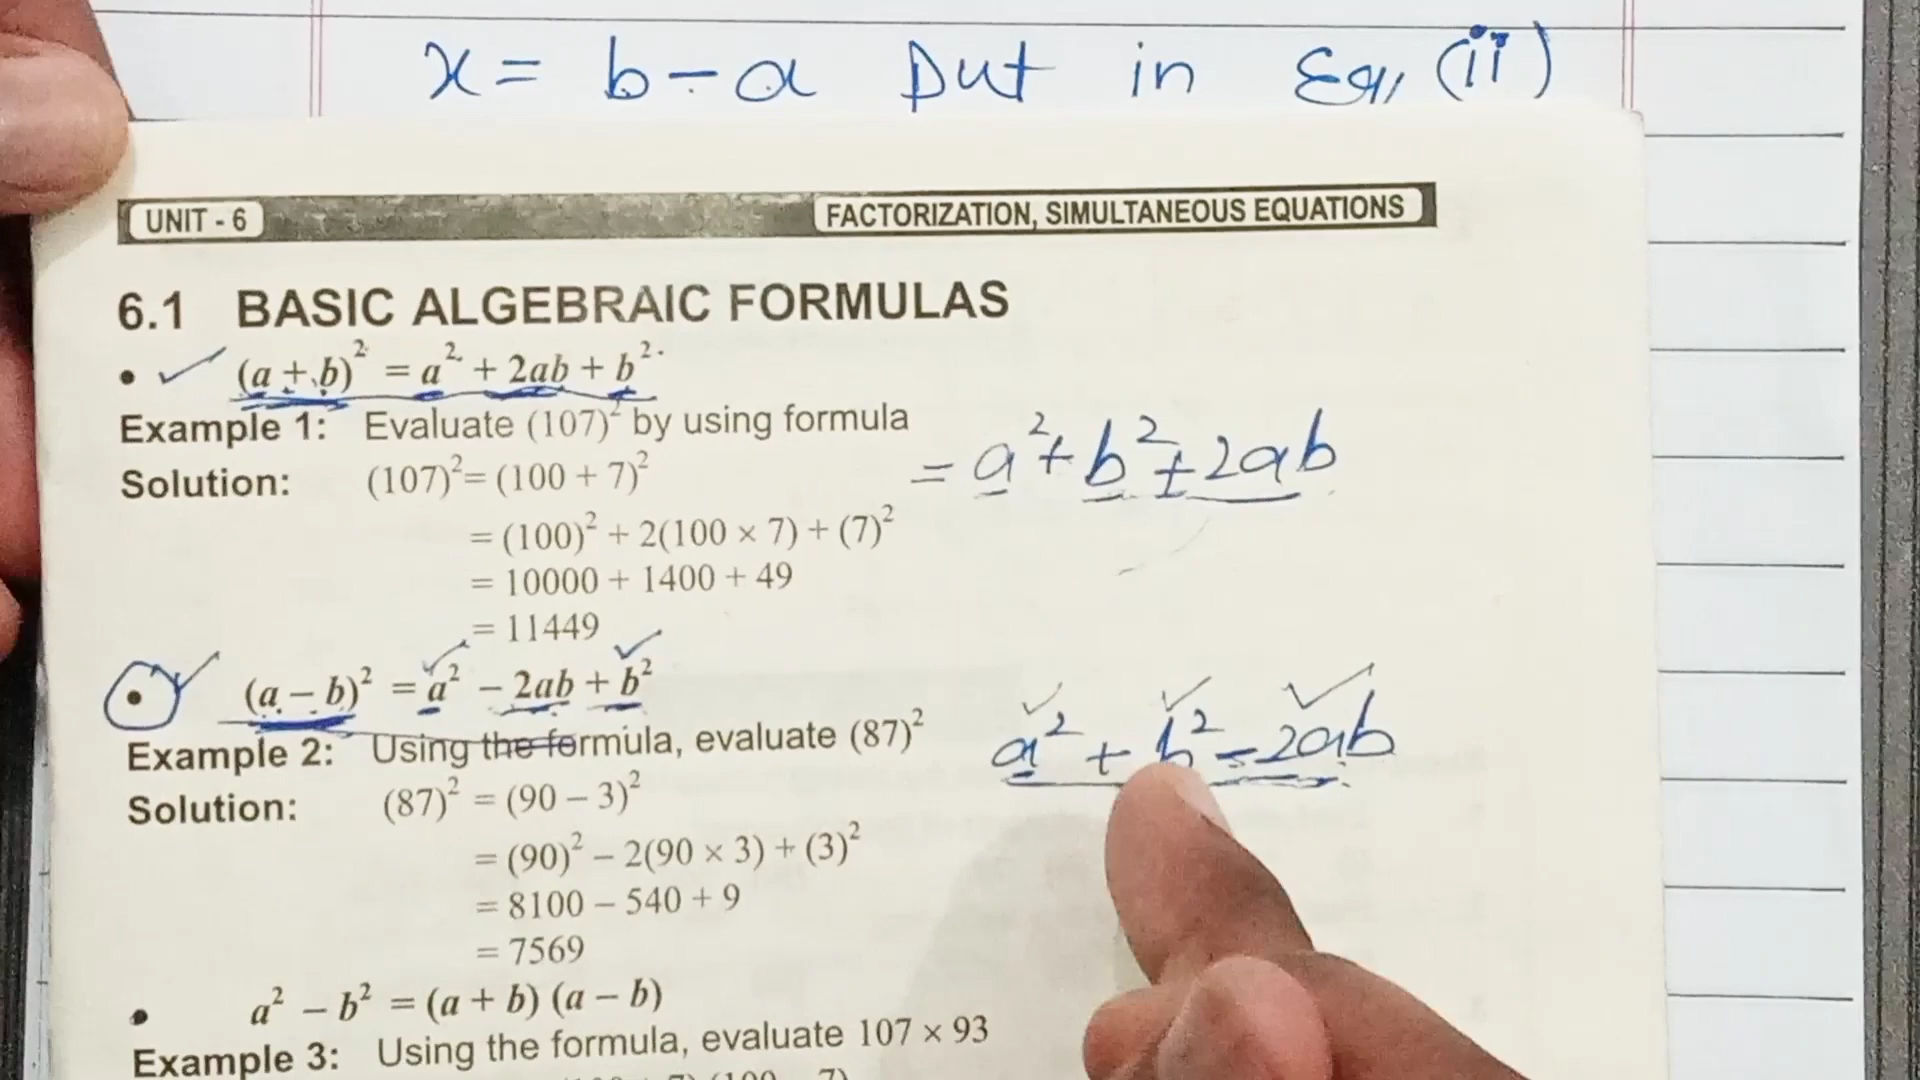 x = b - a put in Eq, (ii)
UNIT - 6
FACTORIZATION, SIMULTANEOUS EQUATIONS
6.1 BASIC ALGEBRAIC FORMULAS
• (a + b)² = a² + 2ab + b²
Example 1: Evaluate (107)² by using formula
= a² + b² + 2ab
Solution: (107)² = (100 + 7)²
= (100)² + 2(100 × 7) + (7)²
= 10000 + 1400 + 49
= 11449
• (a – b)² = a² – 2ab + b²
Example 2: Using the formula, evaluate (87)²
a² + b² - 2ab
Solution: (87)² = (90 – 3)²
= (90)² – 2(90 × 3) + (3)²
= 8100 – 540 + 9
= 7569
• a² – b² = (a + b) (a – b)
Example 3: Using the formula, evaluate 107 × 93